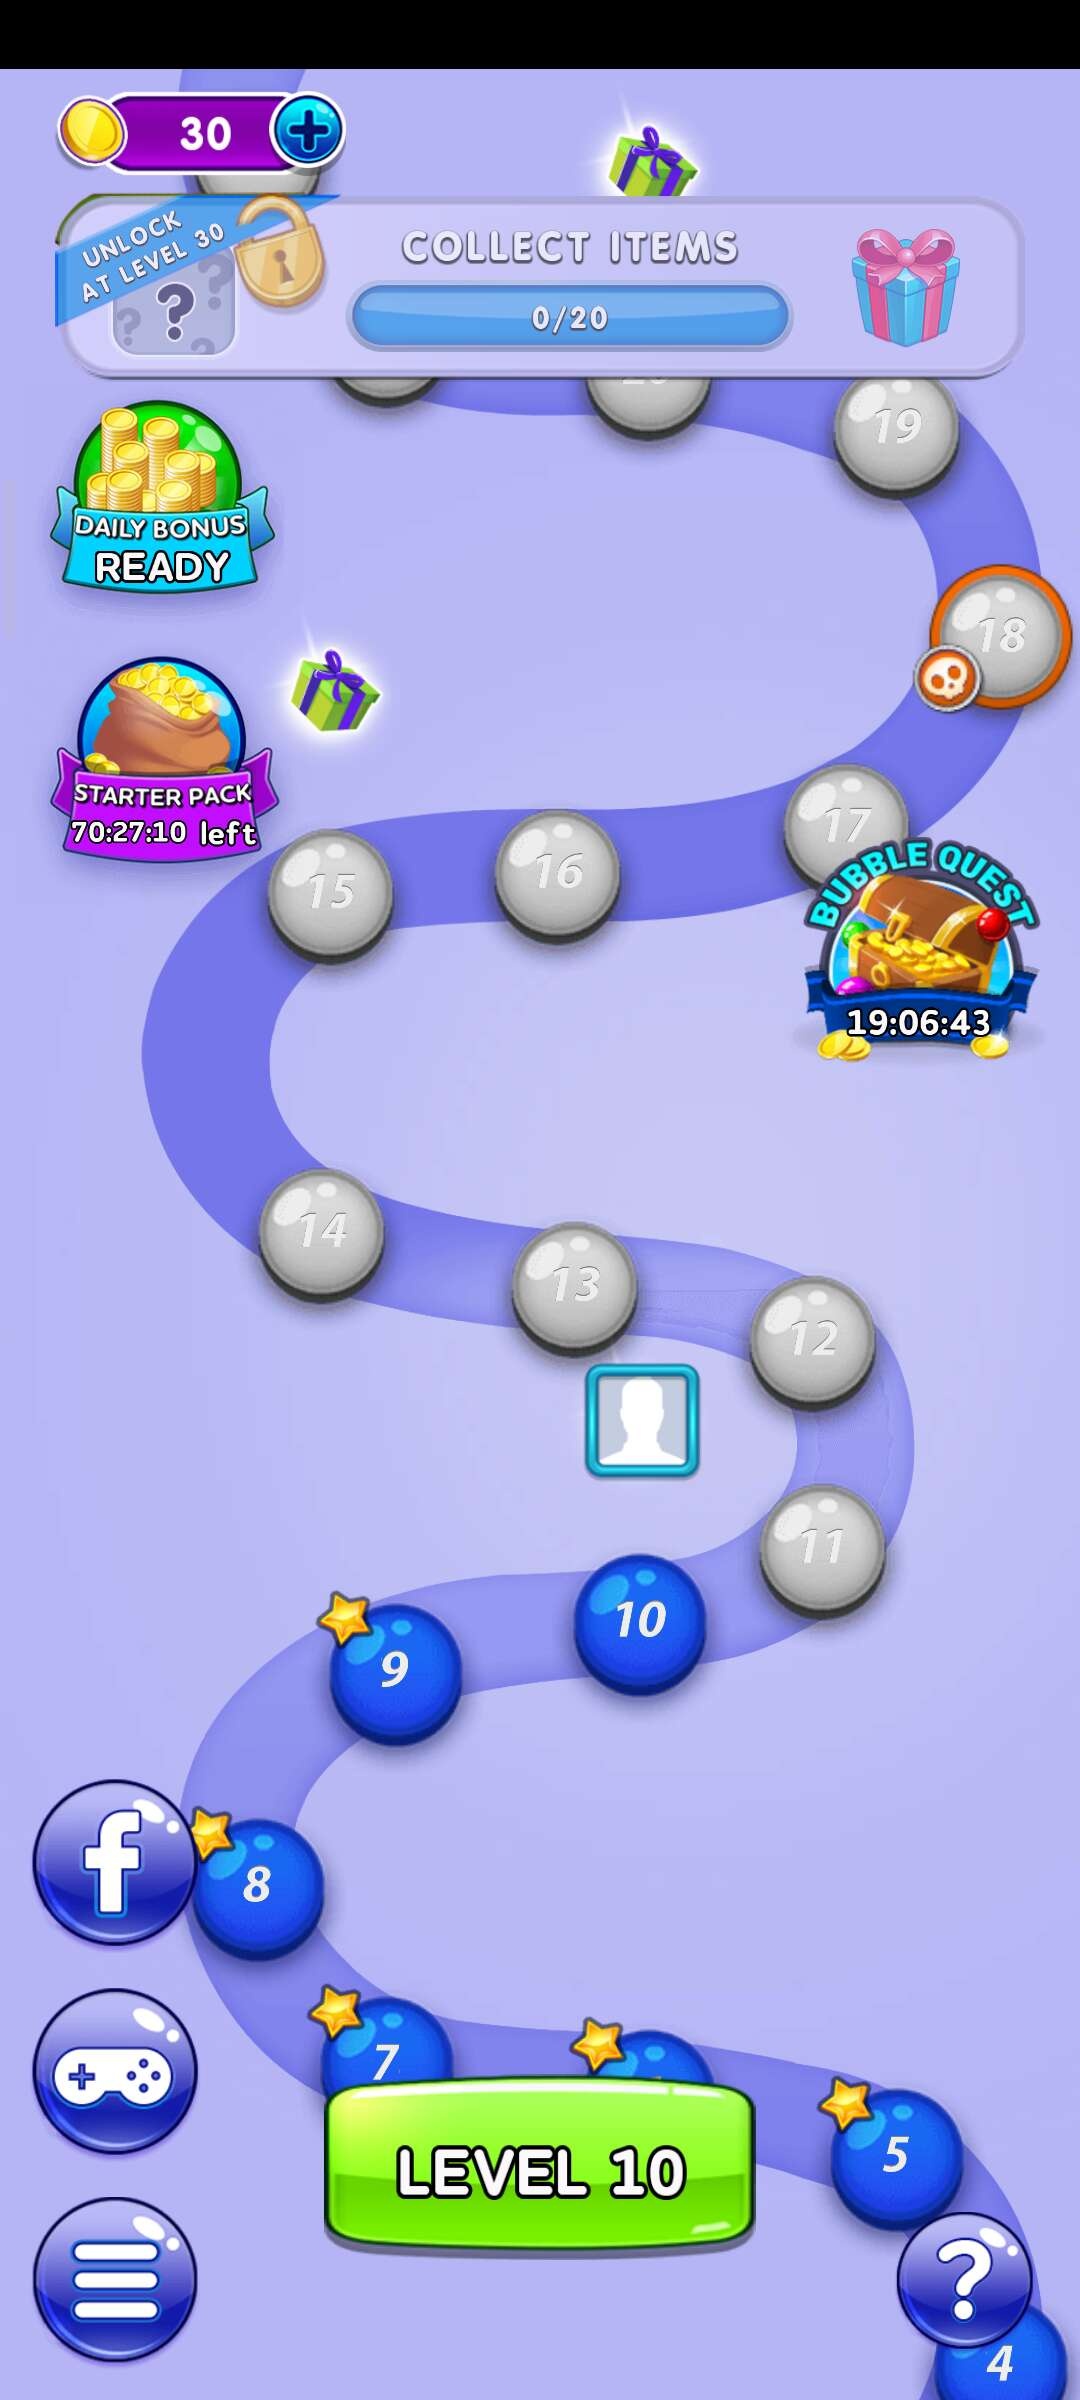 30
UNLOCK
AT LEVEL 30
COLLECT ITEMS
0/20
19
DAILY BONUS
READY
18
STARTER PACK
70:27:10 left
17
16
15
BUBBLE QUEST
19:06:43
14
13
12
11
10
9
8
7
5
LEVEL 10
4